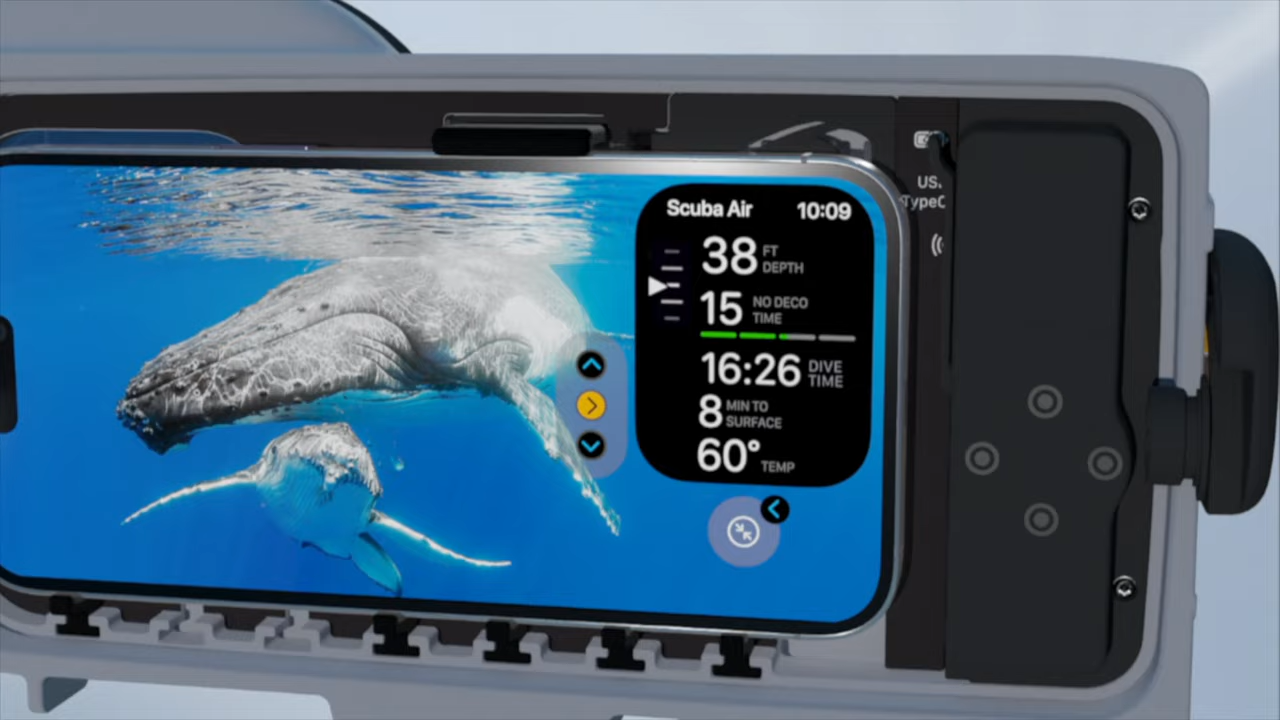 Scuba Air 10:09
38 FT
DEPTH
15 NO DECO
TIME
16:26 DIVE
TIME
8 MIN TO
SURFACE
60° TEMP
TypeC